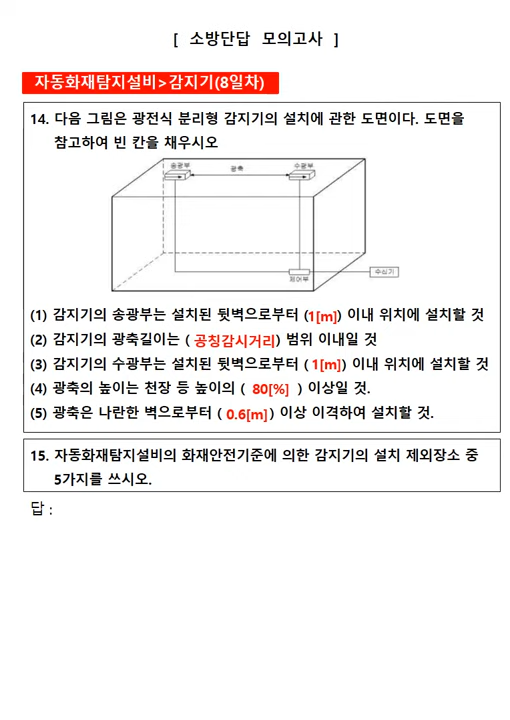 [ 소방단답 모의고사 ]
자동화재탐지설비>감지기(8일차)
14. 다음 그림은 광전식 분리형 감지기의 설치에 관한 도면이다. 도면을
참고하여 빈 칸을 채우시오
송광부
광축
수광부
제어부
수신기
(1) 감지기의 송광부는 설치된 뒷벽으로부터 (1[m]) 이내 위치에 설치할 것
(2) 감지기의 광축길이는 ( 공칭감시거리) 범위 이내일 것
(3) 감지기의 수광부는 설치된 뒷벽으로부터 ( 1[m]) 이내 위치에 설치할 것
(4) 광축의 높이는 천장 등 높이의 ( 80[%] ) 이상일 것.
(5) 광축은 나란한 벽으로부터 ( 0.6[m] ) 이상 이격하여 설치할 것.
15. 자동화재탐지설비의 화재안전기준에 의한 감지기의 설치 제외장소 중
5가지를 쓰시오.
답 :